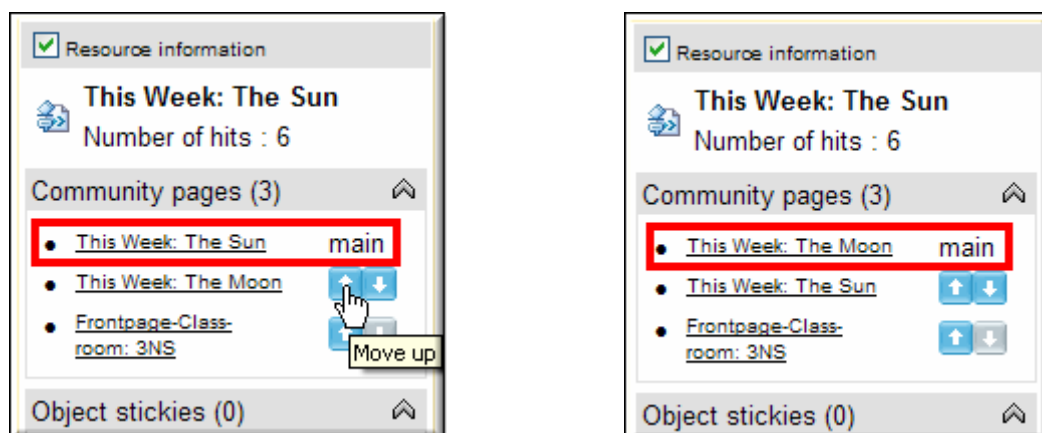 Resource information
This Week: The Sun
Number of hits : 6
Community pages (3)
This Week: The Sun main
This Week: The Moon
Frontpage-Class-
room: 3NS
Move up
Object stickies (0)
Resource information
This Week: The Sun
Number of hits : 6
Community pages (3)
This Week: The Moon main
This Week: The Sun
Frontpage-Class-
room: 3NS
Object stickies (0)